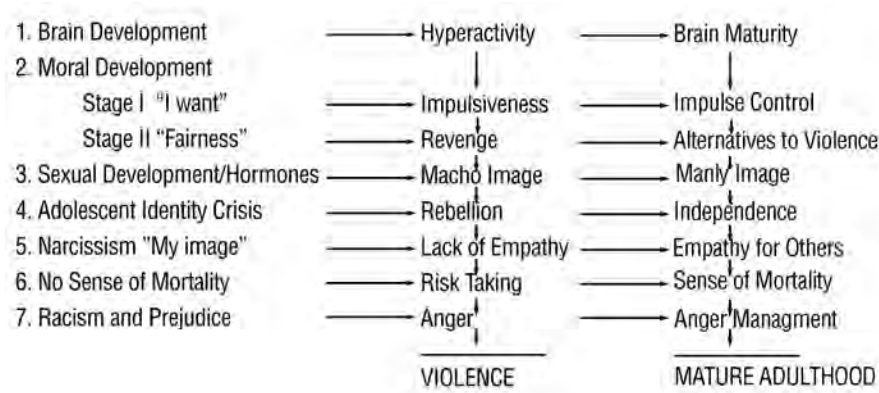 1. Brain Development Hyperactivity Brain Maturity
2. Moral Development
Stage I "I want" Impulsiveness Impulse Control
Stage II "Fairness" Revenge Alternatives to Violence
3. Sexual Development/Hormones Macho Image Manly Image
4. Adolescent Identity Crisis Rebellion Independence
5. Narcissism "My image" Lack of Empathy Empathy for Others
6. No Sense of Mortality Risk Taking Sense of Mortality
7. Racism and Prejudice Anger Anger Managment
VIOLENCE MATURE ADULTHOOD